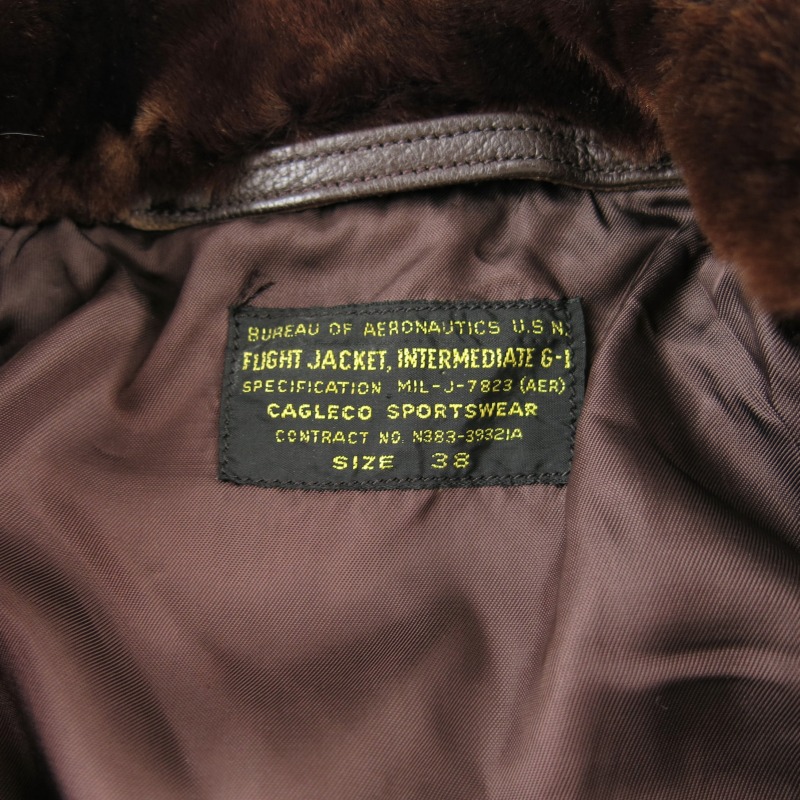 BUREAU OF AERONAUTICS U.S N.
FLIGHT JACKET, INTERMEDIATE G-1
SPECIFICATION MIL-J-7823 (AER)
CAGLECO SPORTSWEAR
CONTRACT NO. N383-39321A
SIZE 38